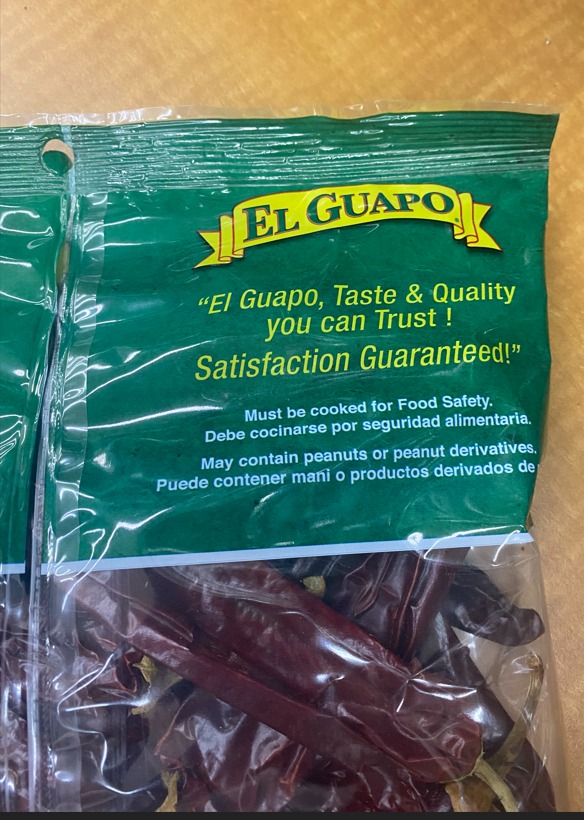 EL GUAPO®
“El Guapo, Taste & Quality
you can Trust !
Satisfaction Guaranteed!”
Must be cooked for Food Safety.
Debe cocinarse por seguridad alimentaria.
May contain peanuts or peanut derivatives.
Puede contener maní o productos derivados de